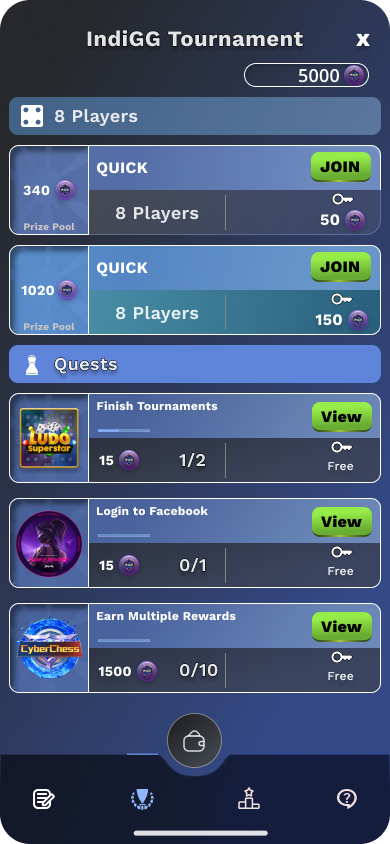 IndiGG Tournament
x
5000
8 Players
QUICK
JOIN
340
8 Players
50
Prize Pool
QUICK
JOIN
1020
8 Players
150
Prize Pool
Quests
Finish Tournaments
View
LUDO
Superstar
15
1/2
Free
Login to Facebook
View
15
0/1
Free
Earn Multiple Rewards
View
CyberChess
1500
0/10
Free
?